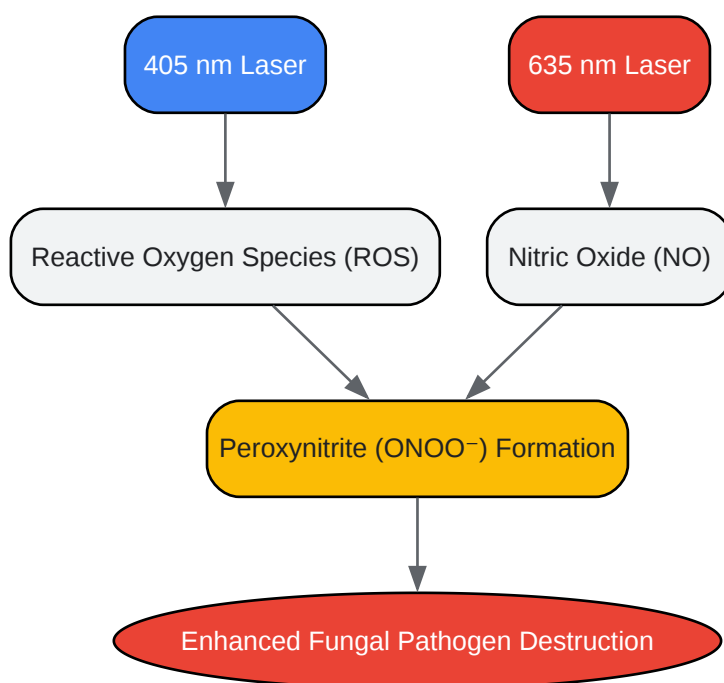 405 nm Laser
635 nm Laser
Reactive Oxygen Species (ROS)
Nitric Oxide (NO)
Peroxynitrite (ONOO⁻) Formation
Enhanced Fungal Pathogen Destruction